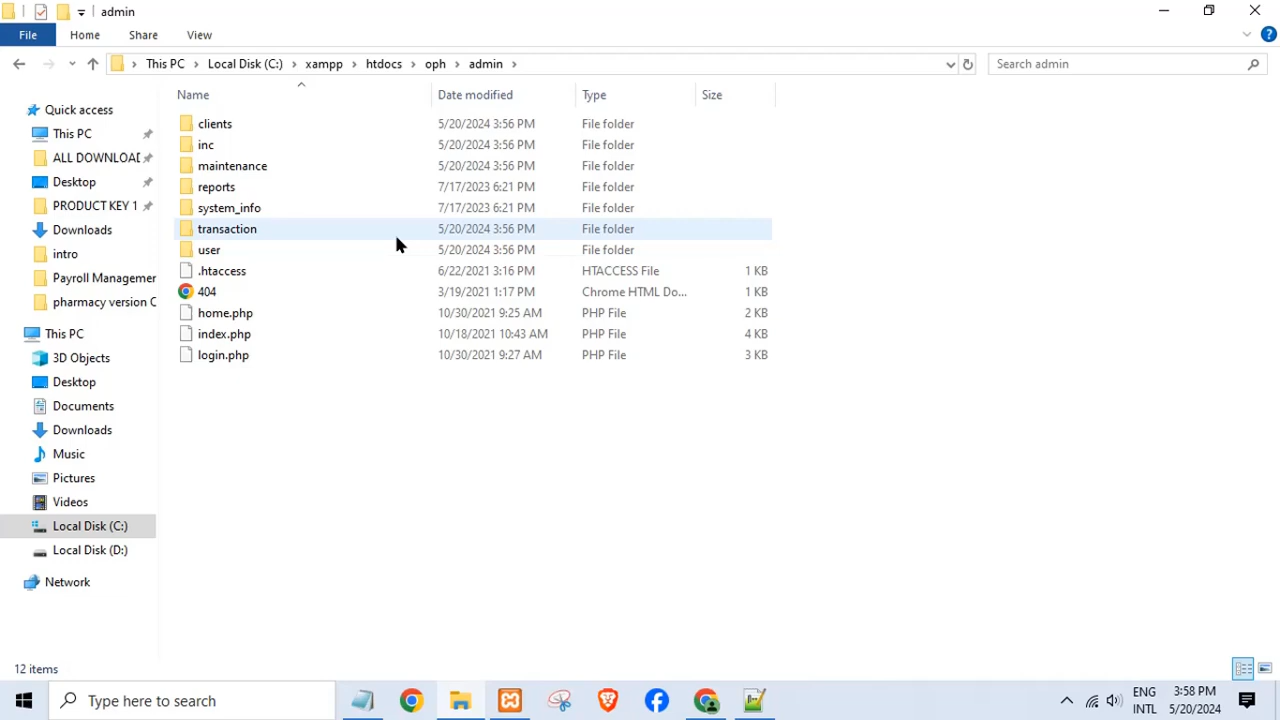 admin
File Home Share View
This PC Local Disk (C:) xampp htdocs oph admin Search admin
Name Date modified Type Size
Quick access
This PC
ALL DOWNLOAD
Desktop
PRODUCT KEY 1
Downloads
intro
Payroll Managemer
pharmacy version C
This PC
3D Objects
Desktop
Documents
Downloads
Music
Pictures
Videos
Local Disk (C:)
Local Disk (D:)
Network
clients 5/20/2024 3:56 PM File folder
inc 5/20/2024 3:56 PM File folder
maintenance 5/20/2024 3:56 PM File folder
reports 7/17/2023 6:21 PM File folder
system_info 7/17/2023 6:21 PM File folder
transaction 5/20/2024 3:56 PM File folder
user 5/20/2024 3:56 PM File folder
.htaccess 6/22/2021 3:16 PM HTACCESS File 1 KB
404 3/19/2021 1:17 PM Chrome HTML Do... 1 KB
home.php 10/30/2021 9:25 AM PHP File 2 KB
index.php 10/18/2021 10:43 AM PHP File 4 KB
login.php 10/30/2021 9:27 AM PHP File 3 KB
12 items
Type here to search
ENG
INTL
3:58 PM
5/20/2024